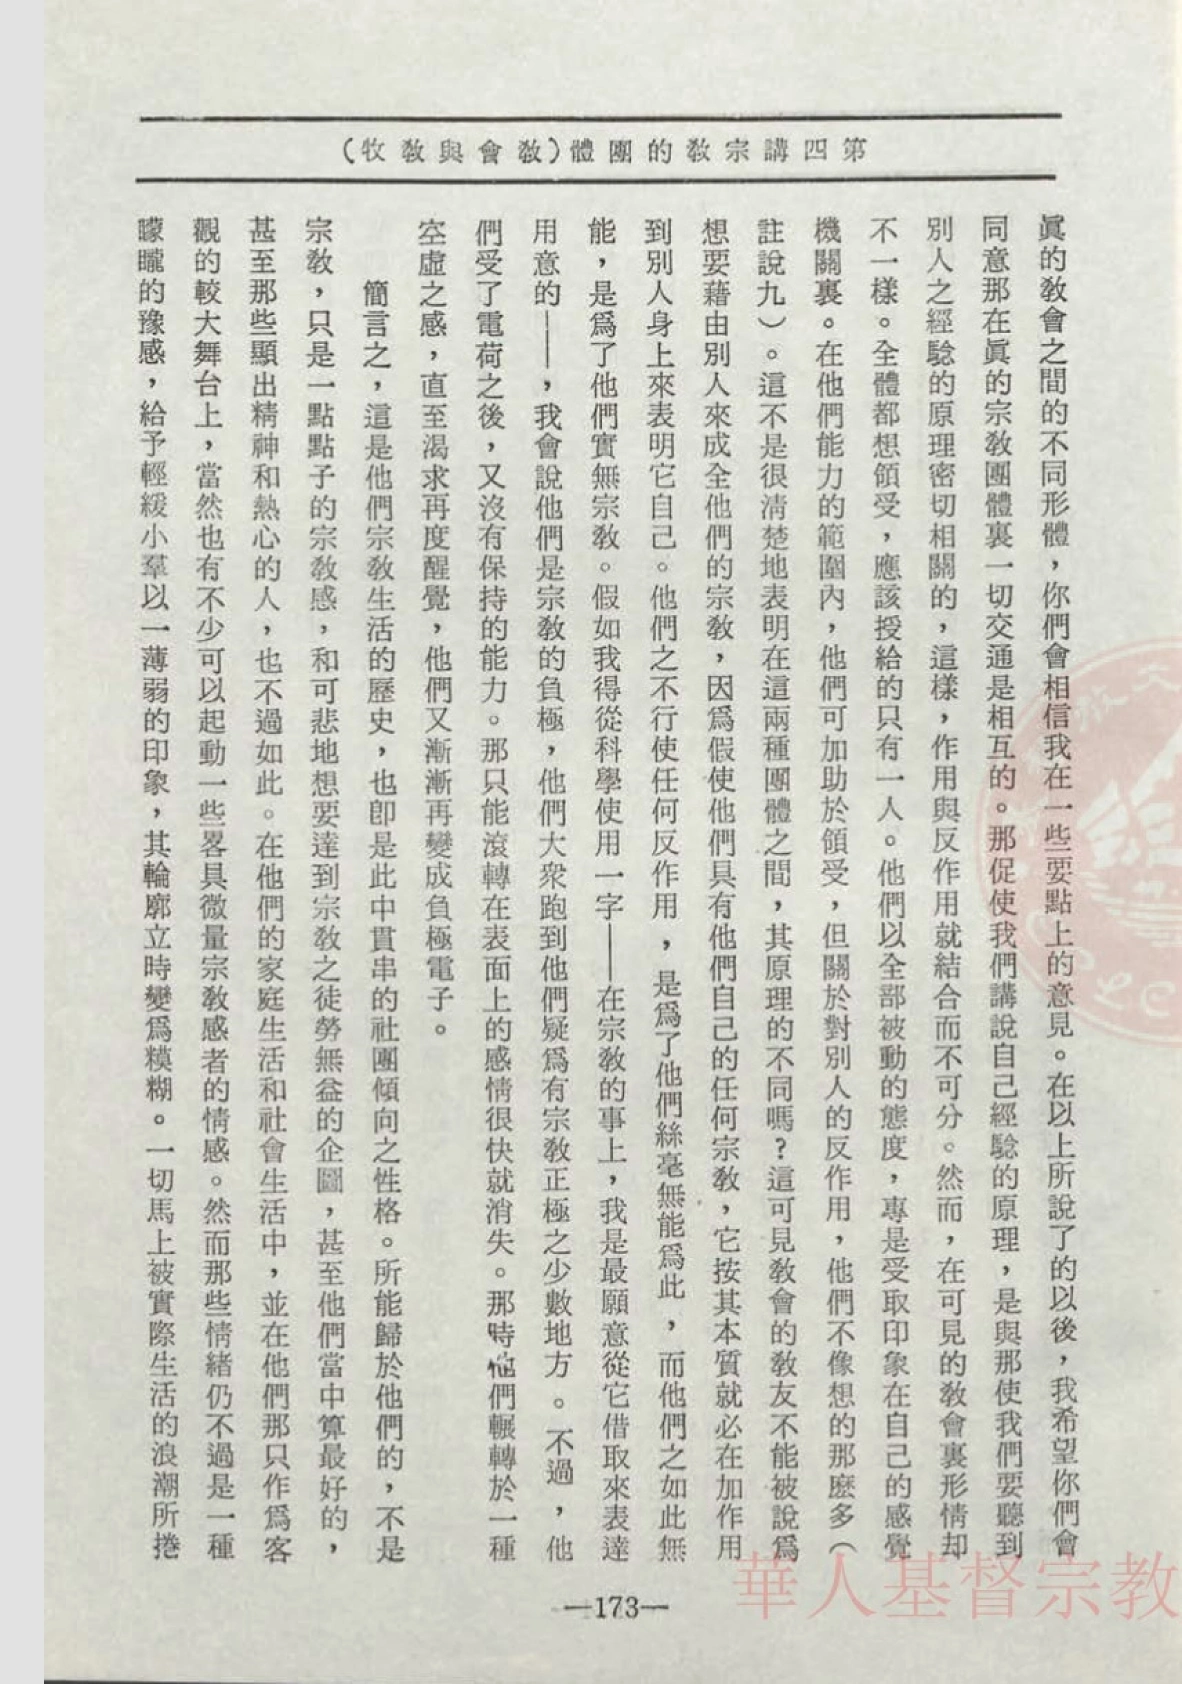 第四講宗敎的團體(敎會與敎牧)
眞的敎會之間的不同形體，你們會相信我在一些要點上的意見。在以上所說了的以後，我希望你們會
同意那在眞的宗敎團體裏一切交通是相互的。那促使我們講說自己經騐的原理，是與那使我們要聽到
別人之經騐的原理密切相關的，這樣，作用與反作用就結合而不可分。然而，在可見的敎會裏形情却
不一樣。全體都想領受，應該授給的只有一人。他們以全部被動的態度，專是受取印象在自己的感覺
機關裏。在他們能力的範圍內，他們可加助於領受，但關於對別人的反作用，他們不像想的那麽多（
註說九）。這不是很清楚地表明在這兩種團體之間，其原理的不同嗎？這可見敎會的敎友不能被說爲
想要藉由別人來成全他們的宗敎，因爲假使他們具有他們自己的任何宗敎，它按其本質就必在加作用
到別人身上來表明它自己。他們之不行使任何反作用，是爲了他們絲毫無能爲此，而他們之如此無
能，是爲了他們實無宗敎。假如我得從科學使用一字——在宗敎的事上，我是最願意從它借取來表達
用意的——，我會說他們是宗敎的負極，他們大衆跑到他們疑爲有宗敎正極之少數地方。不過，他
們受了電荷之後，又沒有保持的能力。那只能滾轉在表面上的感情很快就消失。那時他們輾轉於一種
空虛之感，直至渴求再度醒覺，他們又漸漸再變成負極電子。
簡言之，這是他們宗敎生活的歷史，也卽是此中貫串的社團傾向之性格。所能歸於他們的，不是
宗敎，只是一點點子的宗敎感，和可悲地想要達到宗敎之徒勞無益的企圖，甚至他們當中算最好的，
甚至那些顯出精神和熱心的人，也不過如此。在他們的家庭生活和社會生活中，並在他們那只作爲客
觀的較大舞台上，當然也有不少可以起動一些畧具微量宗敎感者的情感。然而那些情緒仍不過是一種
矇矓的豫感，給予輕緩小羣以一薄弱的印象，其輪廓立時變爲糢糊。一切馬上被實際生活的浪潮所捲
—173—
華人基督宗教